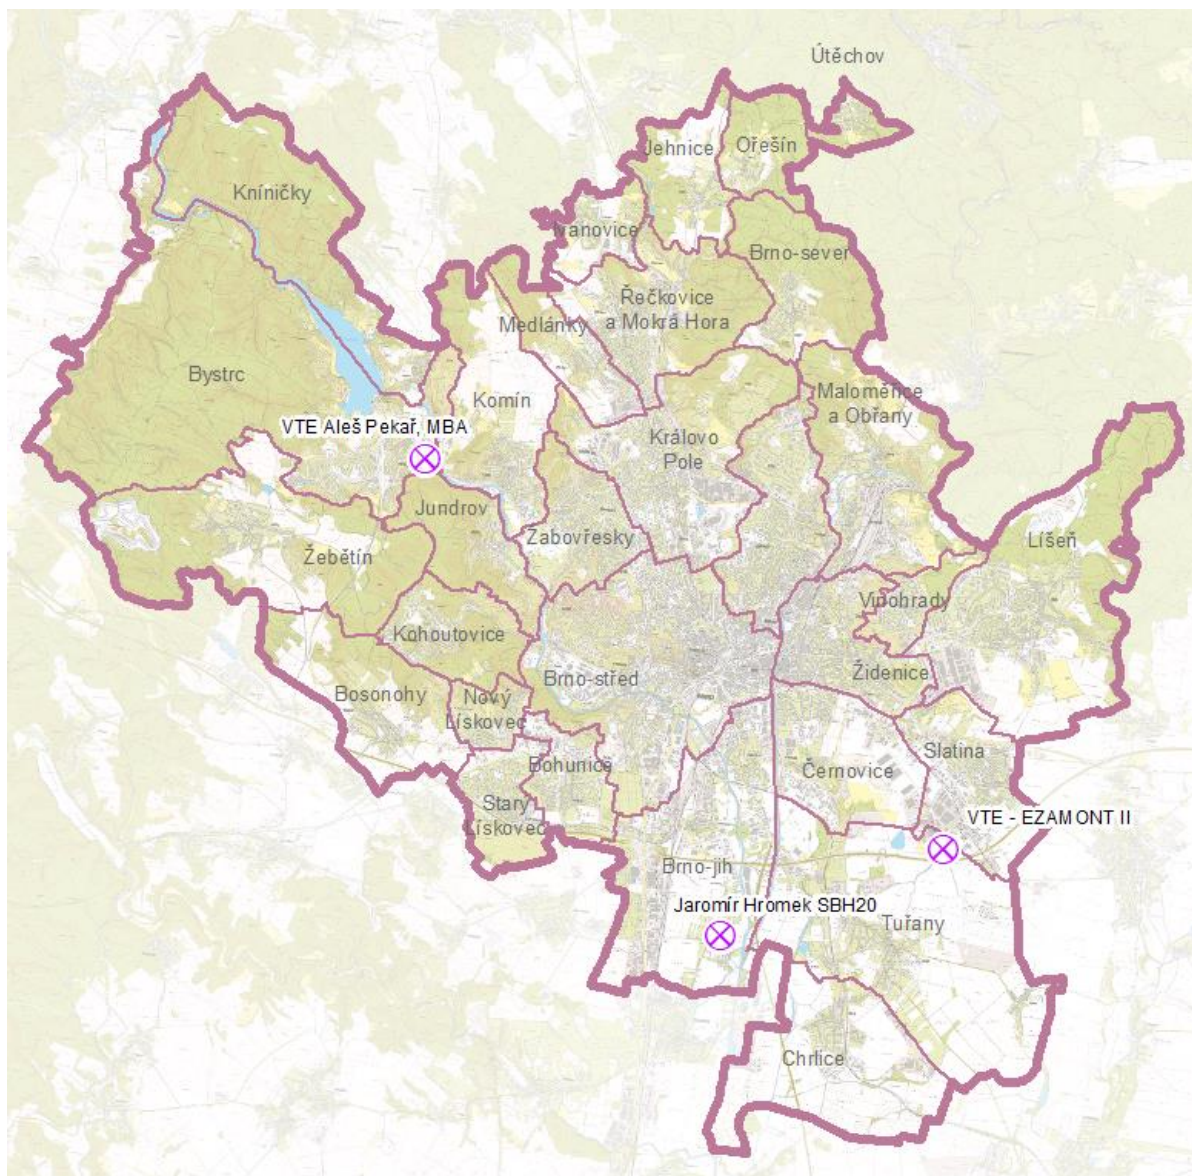 Útěchov
Jehnice
Ořešín
Kníničky
Ivanovice
Brno-sever
Řečkovice
a Mokrá Hora
Medlánky
Bystrc
Komín
Maloměřice
a Obřany
VTE Aleš Pekař, MBA
Královo
Pole
Jundrov
Žabovřesky
Líšeň
Žebětín
Vinohrady
Kohoutovice
Židenice
Brno-střed
Bosonohy
Nový
Lískovec
Slatina
Bohunice
Černovice
Starý
Lískovec
VTE - EZAMONT II
Brno-jih
Jaromír Hromek SBH20
Tuřany
Chrlice